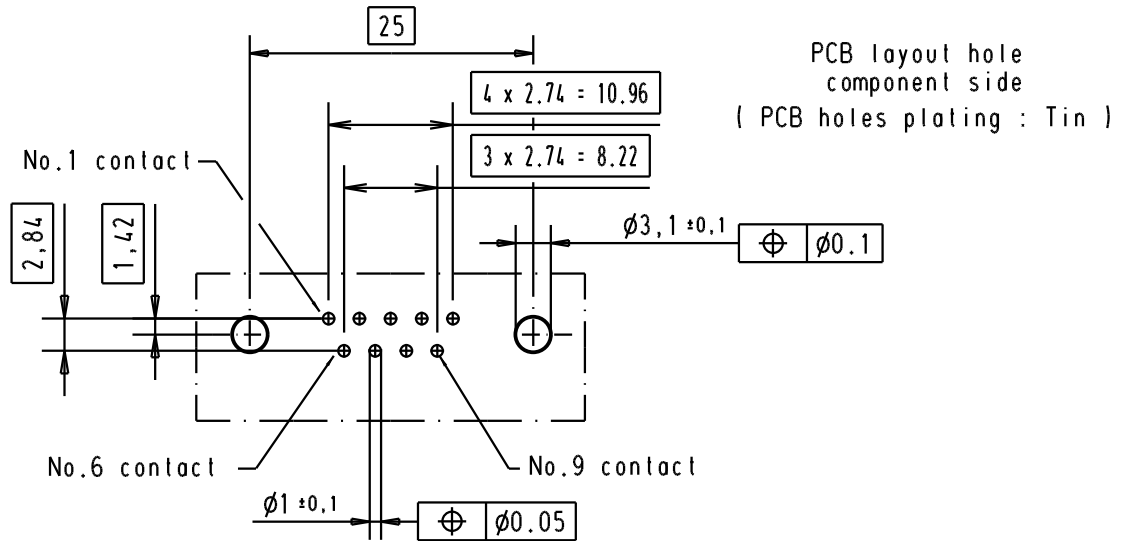 25
PCB layout hole
component side
( PCB holes plating : Tin )
4 x 2.74 = 10.96
3 x 2.74 = 8.22
No.1 contact
2,84
1,42
Ø3,1 ±0,1
Ø0.1
No.6 contact
No.9 contact
Ø1 ±0,1
Ø0.05